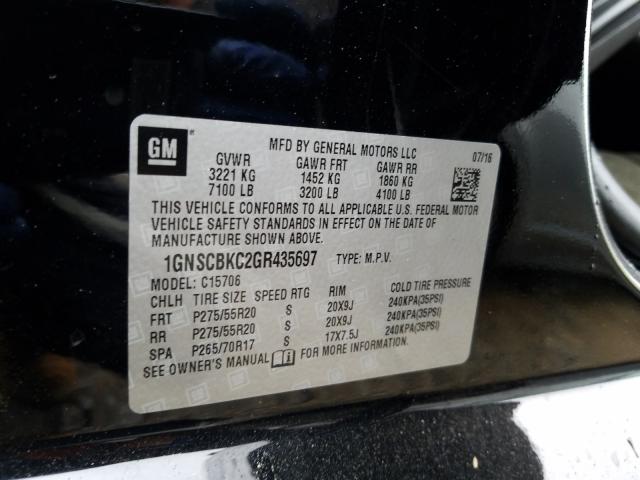 GM
MFD BY GENERAL MOTORS LLC 07/16
GVWR GAWR FRT GAWR RR
3221 KG 1452 KG 1860 KG
7100 LB 3200 LB 4100 LB
THIS VEHICLE CONFORMS TO ALL APPLICABLE U.S. FEDERAL MOTOR
VEHICLE SAFETY STANDARDS IN EFFECT ON THE DATE OF
MANUFACTURE SHOWN ABOVE.
1GNSCBKC2GR435697 TYPE: M.P.V.
MODEL: C15706
CHLH TIRE SIZE SPEED RTG RIM COLD TIRE PRESSURE
FRT P275/55R20 S 20X9J 240KPA(35PSI)
RR P275/55R20 S 20X9J 240KPA(35PSI)
SPA P265/70R17 S 17X7.5J 240KPA(35PSI)
SEE OWNER'S MANUAL FOR MORE INFORMATION.